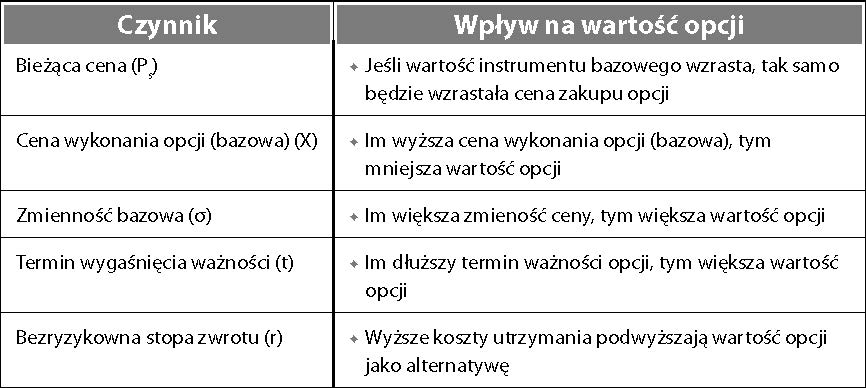 Czynnik
Wpływ na wartość opcji
Bieżąca cena (Ps)
✦ Jeśli wartość instrumentu bazowego wzrasta, tak samo
będzie wzrastała cena zakupu opcji
Cena wykonania opcji (bazowa) (X)
✦ Im wyższa cena wykonania opcji (bazowa), tym
mniejsza wartość opcji
Zmienność bazowa (σ)
✦ Im większa zmieność ceny, tym większa wartość opcji
Termin wygaśnięcia ważności (t)
✦ Im dłuższy termin ważności opcji, tym większa wartość
opcji
Bezryzykowna stopa zwrotu (r)
✦ Wyższe koszty utrzymania podwyższają wartość opcji
jako alternatywę